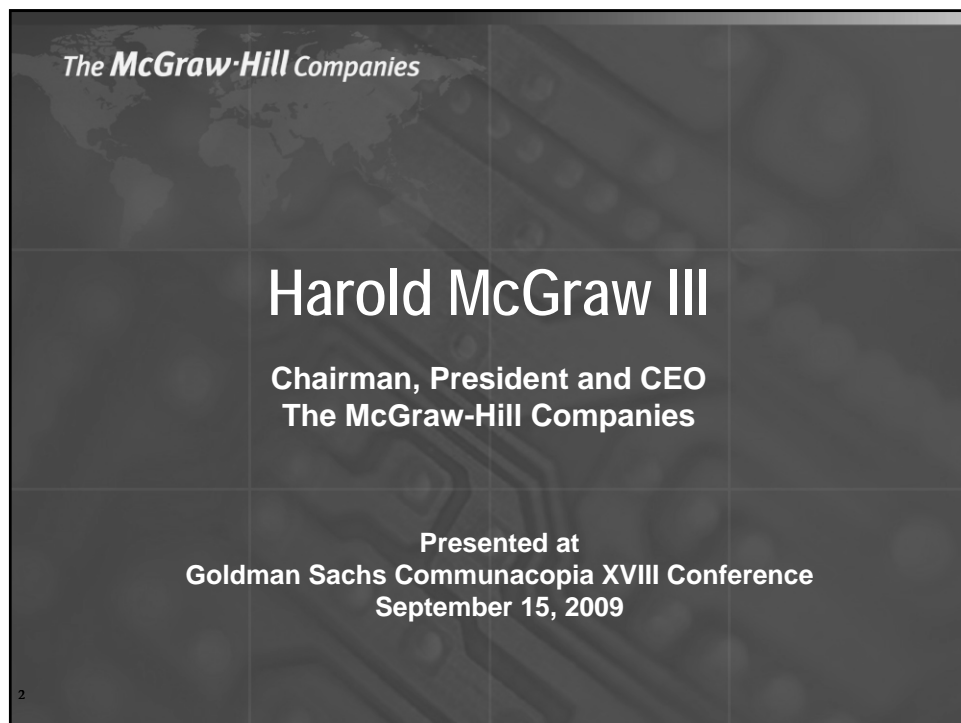 The McGraw·Hill Companies
Harold McGraw III
Chairman, President and CEO
The McGraw-Hill Companies
Presented at
Goldman Sachs Communacopia XVIII Conference
September 15, 2009
2